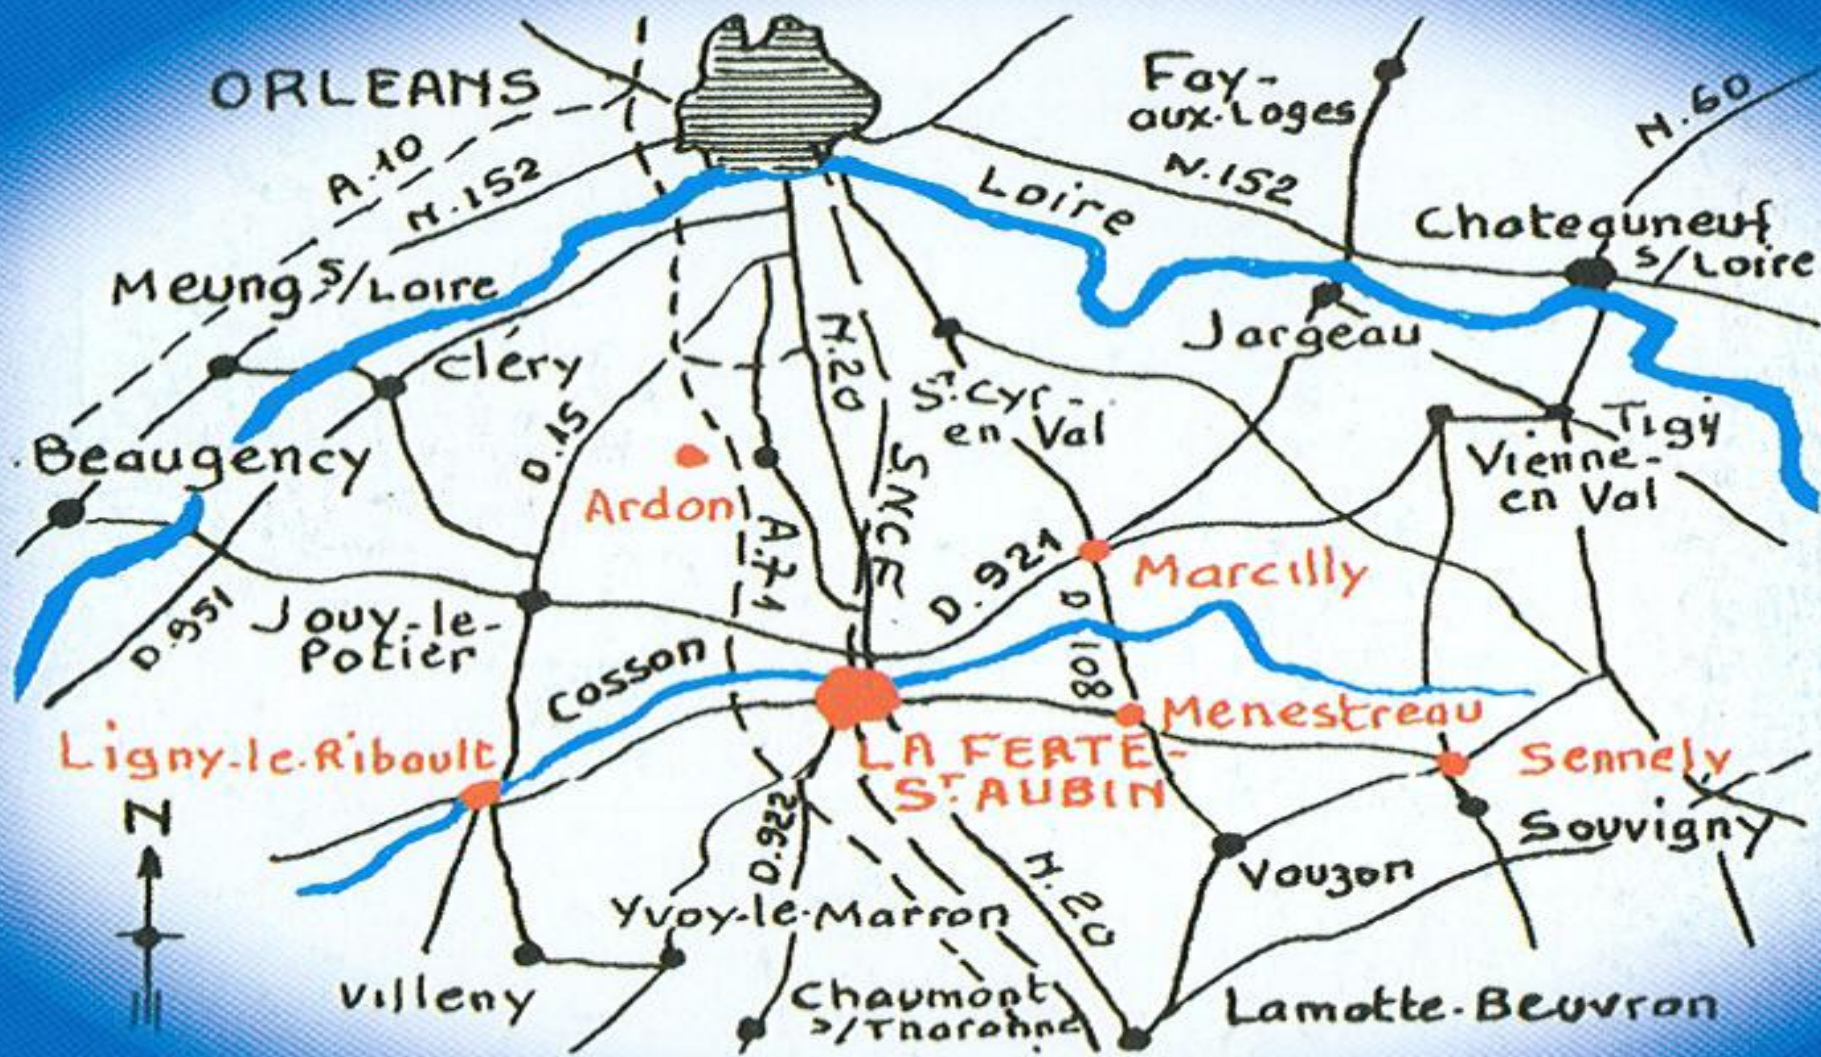 ORLEANS
Fay-
aux-Loges
N.60
A.10
N.152
Loire
N.152
Chateauneuf
s/Loire
Meung s/Loire
Jargeau
Cléry
N.20
St. Cyr-
en Val
Tigy
Vienne-
en Val
Beaugency
D.15
Ardon
A.71
SNCF
D.921
Marcilly
D.951
Jouy-le-
Potier
D 108
Cosson
Menestreau
Ligny-le-Ribault
LA FERTE-
ST. AUBIN
Sennely
N
D.922
Souvigny
Vouzon
N.20
Yvoy-le-Marron
Villeny
Chaumont
s/Tharonne
Lamotte-Beuvron